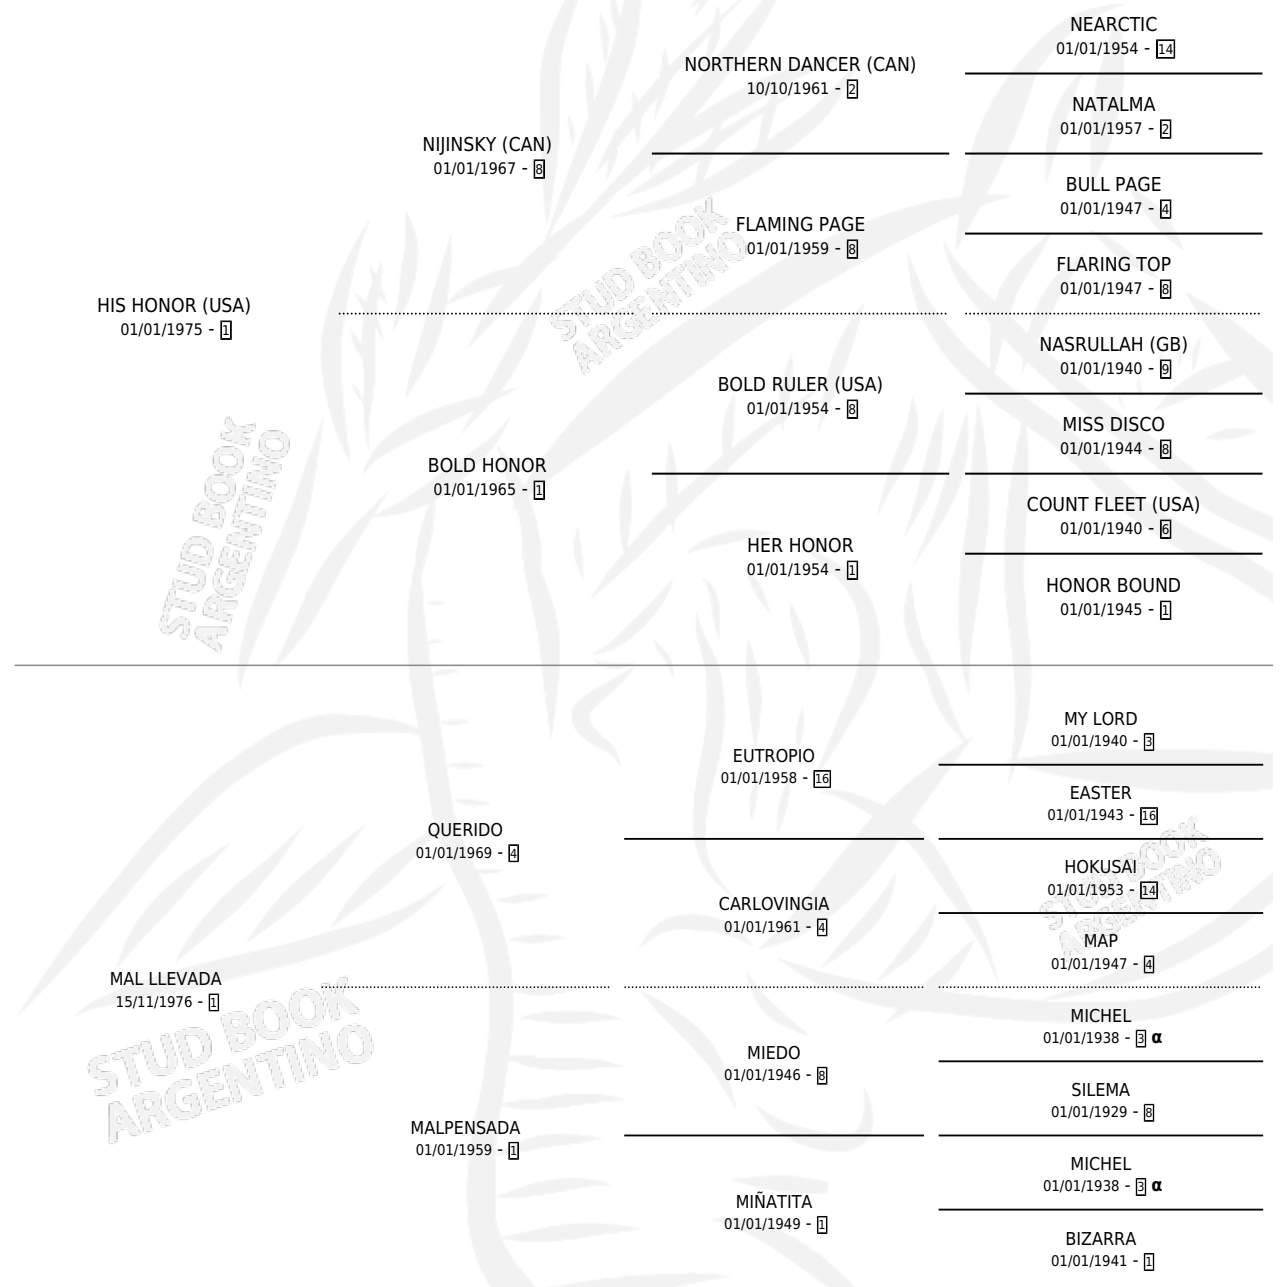 NEARCTIC
01/01/1954 - 14
NORTHERN DANCER (CAN)
10/10/1961 - 2
NATALMA
01/01/1957 - 2
NIJINSKY (CAN)
01/01/1967 - 8
BULL PAGE
01/01/1947 - 4
FLAMING PAGE
01/01/1959 - 8
FLARING TOP
01/01/1947 - 8
HIS HONOR (USA)
01/01/1975 - 1
NASRULLAH (GB)
01/01/1940 - 9
BOLD RULER (USA)
01/01/1954 - 8
MISS DISCO
01/01/1944 - 8
BOLD HONOR
01/01/1965 - 1
COUNT FLEET (USA)
01/01/1940 - 6
HER HONOR
01/01/1954 - 1
HONOR BOUND
01/01/1945 - 1
STUD BOOK
ARGENTINO
STUD BOOK
ARGENTINO
MY LORD
01/01/1940 - 3
EUTROPIO
01/01/1958 - 16
EASTER
01/01/1943 - 16
QUERIDO
01/01/1969 - 4
HOKUSAI
01/01/1953 - 14
CARLOVINGIA
01/01/1961 - 4
MAP
01/01/1947 - 4
MAL LLEVADA
15/11/1976 - 1
MICHEL
01/01/1938 - 3 α
MIEDO
01/01/1946 - 8
SILEMA
01/01/1929 - 8
MALPENSADA
01/01/1959 - 1
MICHEL
01/01/1938 - 3 α
MIÑATITA
01/01/1949 - 1
BIZARRA
01/01/1941 - 1
STUD BOOK
ARGENTINO
STUD BOOK
ARGENTINO